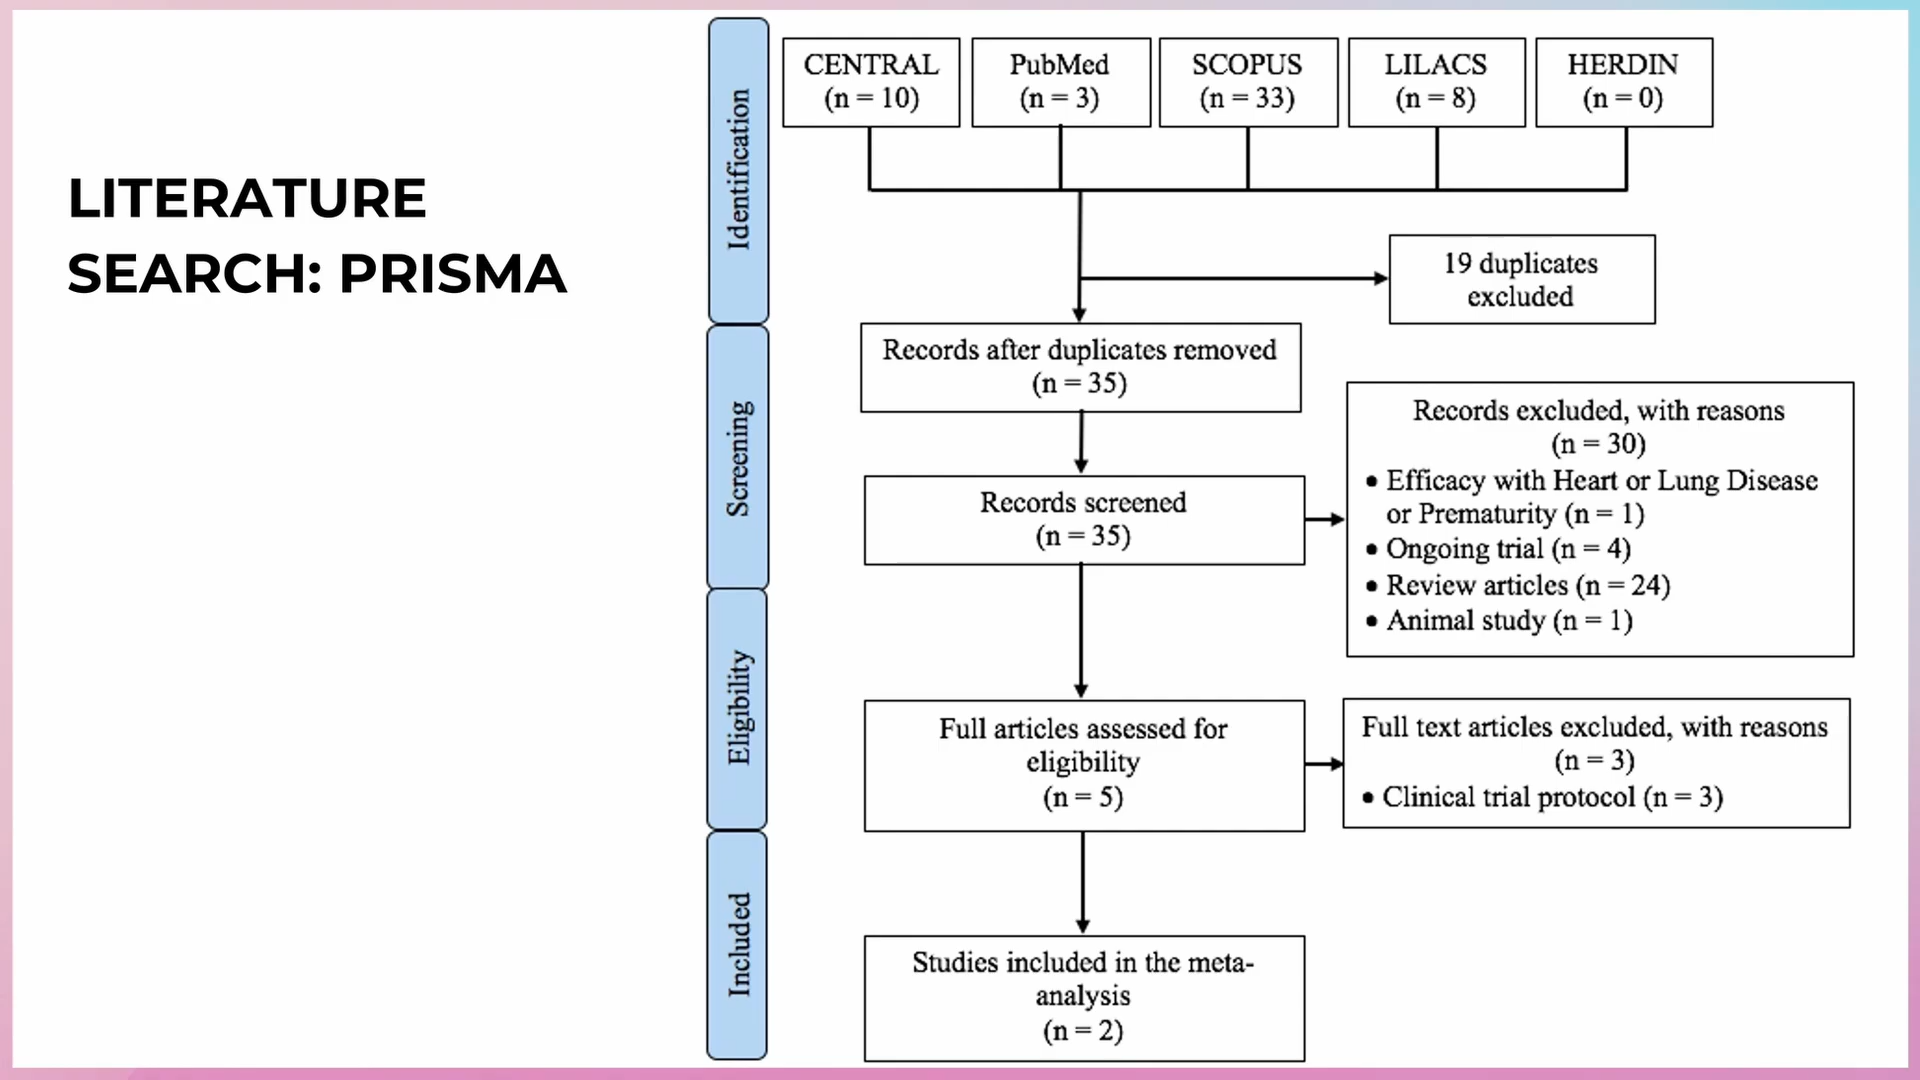 LITERATURE
SEARCH: PRISMA
Identification
CENTRAL
(n = 10)
PubMed
(n = 3)
SCOPUS
(n = 33)
LILACS
(n = 8)
HERDIN
(n = 0)
19 duplicates
excluded
Screening
Records after duplicates removed
(n = 35)
Records screened
(n = 35)
Records excluded, with reasons
(n = 30)
• Efficacy with Heart or Lung Disease
or Prematurity (n = 1)
• Ongoing trial (n = 4)
• Review articles (n = 24)
• Animal study (n = 1)
Eligibility
Full articles assessed for
eligibility
(n = 5)
Full text articles excluded, with reasons
(n = 3)
• Clinical trial protocol (n = 3)
Included
Studies included in the meta-
analysis
(n = 2)